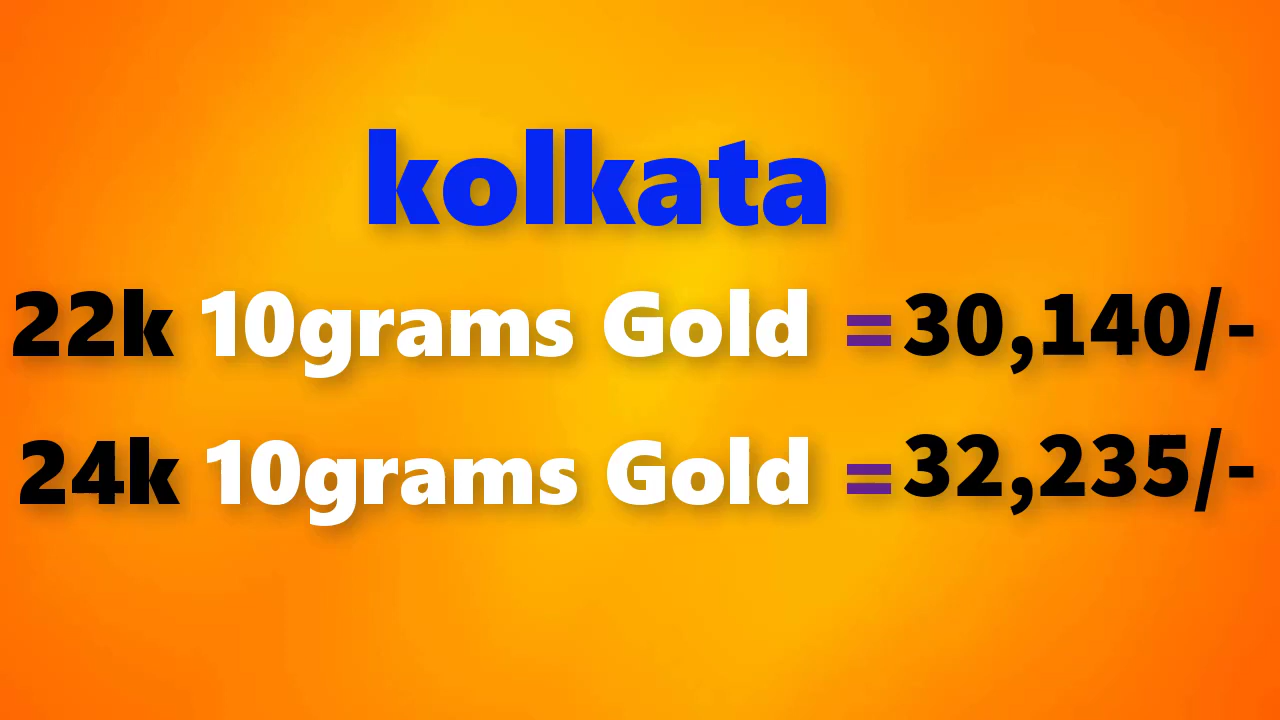 kolkata
22k 10grams Gold =30,140/-
24k 10grams Gold =32,235/-